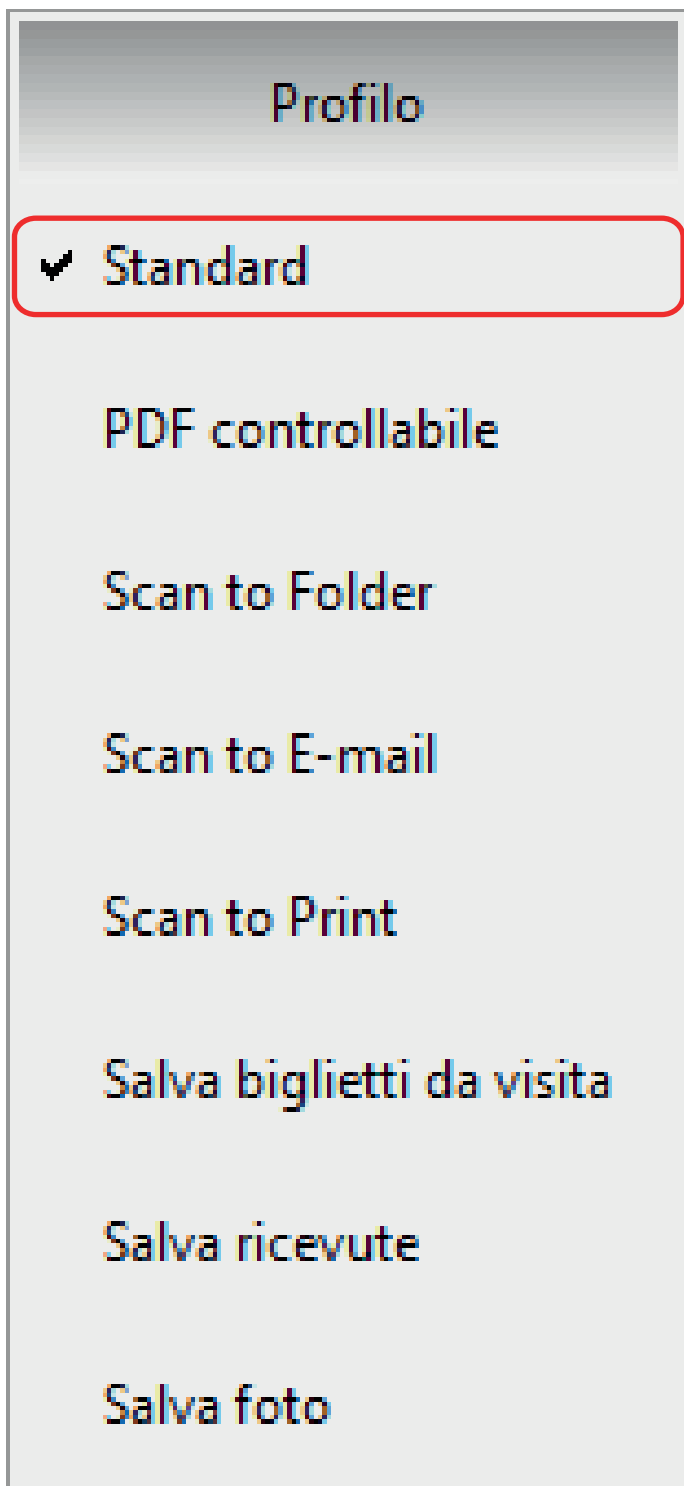 Profilo
Standard
PDF controllabile
Scan to Folder
Scan to E-mail
Scan to Print
Salva biglietti da visita
Salva ricevute
Salva foto